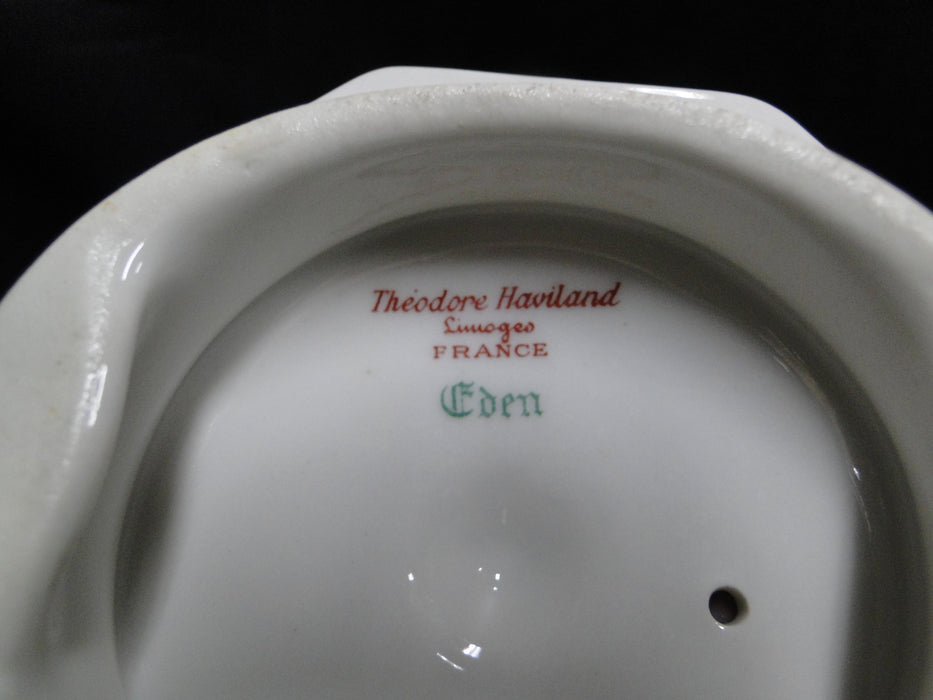 Théodore Haviland
Limoges
FRANCE
Eden